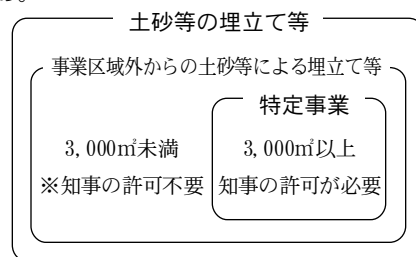 土砂等の埋立て等
事業区域外からの土砂等による埋立て等
特定事業
3,000㎡未満
3,000㎡以上
※知事の許可不要
知事の許可が必要